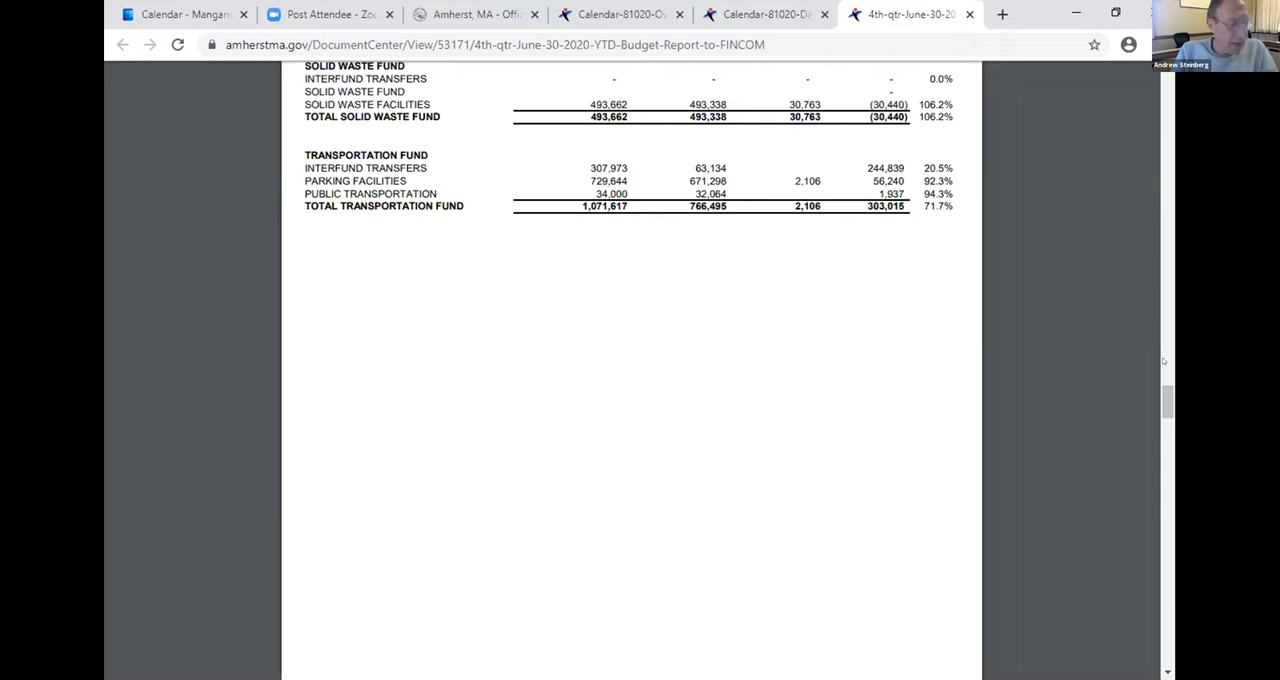 Calendar - Mangan
Post Attendee - Zoo
Amherst, MA - Offi
Calendar-81020-Ov
Calendar-81020-De
4th-qtr-June-30-20
amherstma.gov/DocumentCenter/View/53171/4th-qtr-June-30-2020-YTD-Budget-Report-to-FINCOM
Andrew Steinberg
SOLID WASTE FUND
INTERFUND TRANSFERS - - - - 0.0%
SOLID WASTE FUND -
SOLID WASTE FACILITIES 493,662 493,338 30,763 (30,440) 106.2%
TOTAL SOLID WASTE FUND 493,662 493,338 30,763 (30,440) 106.2%
TRANSPORTATION FUND
INTERFUND TRANSFERS 307,973 63,134 244,839 20.5%
PARKING FACILITIES 729,644 671,298 2,106 56,240 92.3%
PUBLIC TRANSPORTATION 34,000 32,064 1,937 94.3%
TOTAL TRANSPORTATION FUND 1,071,617 766,495 2,106 303,015 71.7%